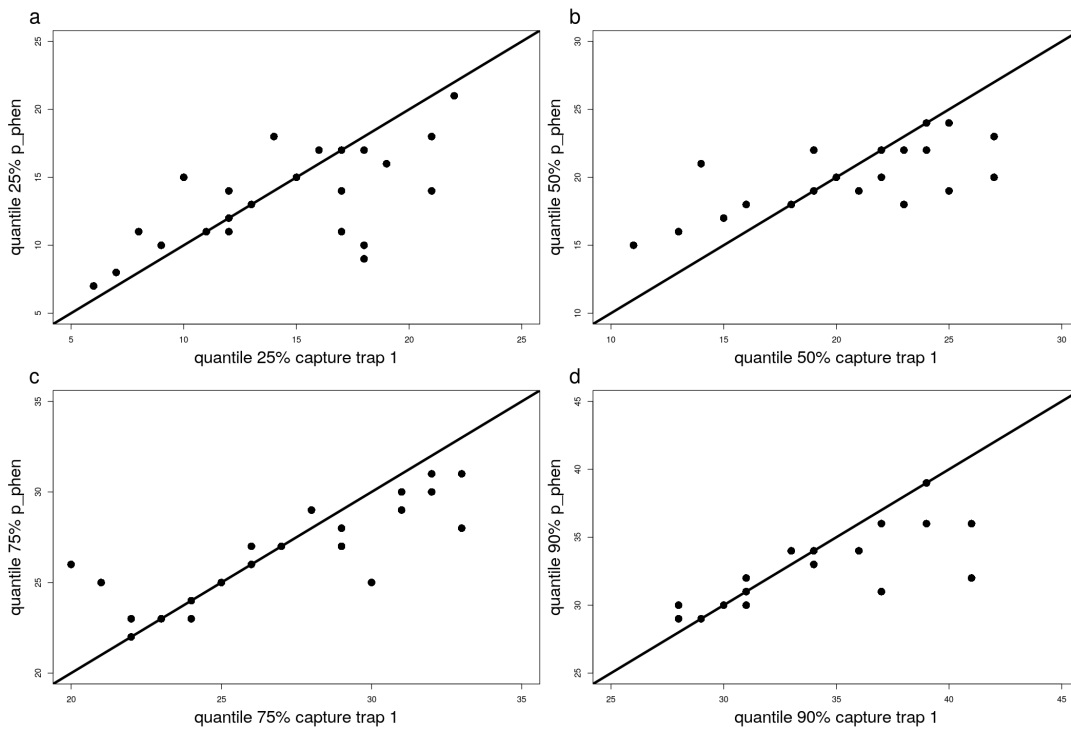 a
25
20
15
10
5
quantile 25% p_phen
5 10 15 20 25
quantile 25% capture trap 1
b
30
25
20
15
10
quantile 50% p_phen
10 15 20 25 30
quantile 50% capture trap 1
c
35
30
25
20
quantile 75% p_phen
20 25 30 35
quantile 75% capture trap 1
d
45
40
35
30
25
quantile 90% p_phen
25 30 35 40 45
quantile 90% capture trap 1